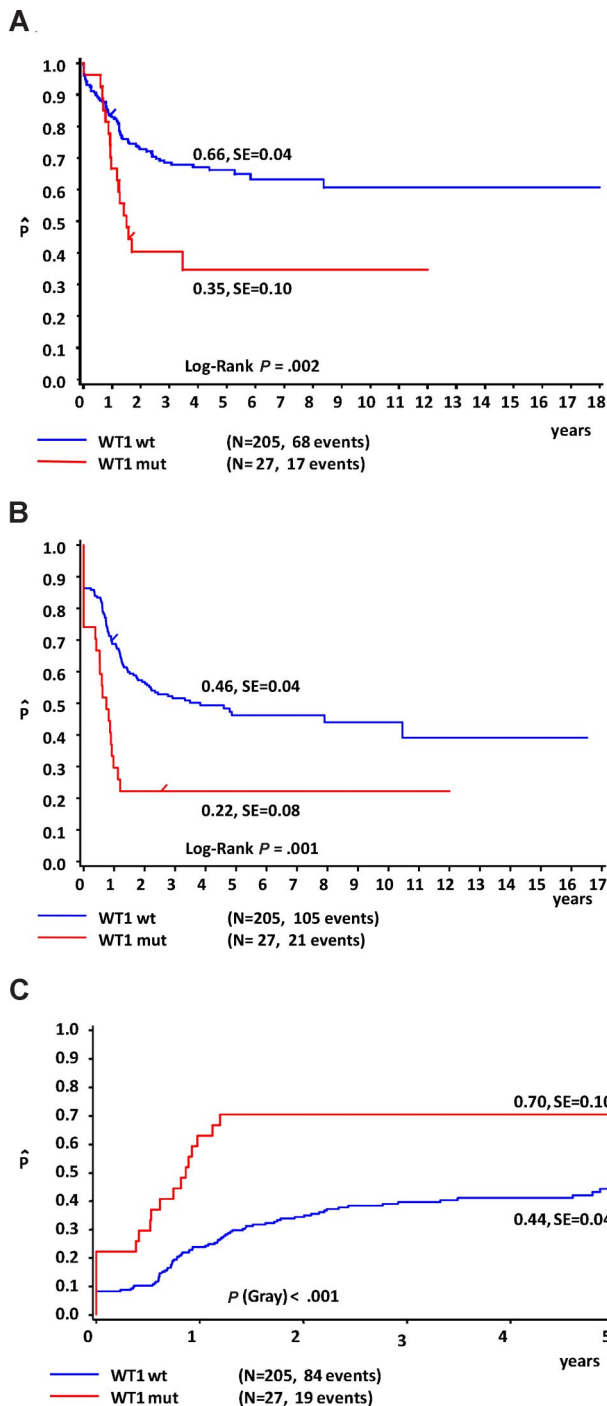 A
1.0
0.9
0.8
0.7
0.66, SE=0.04
0.6
0.5
p̂
0.4
0.3
0.35, SE=0.10
0.2
0.1
Log-Rank P = .002
0.0
0 1 2 3 4 5 6 7 8 9 10 11 12 13 14 15 16 17 18
years
WT1 wt (N=205, 68 events)
WT1 mut (N= 27, 17 events)
B
1.0
0.9
0.8
0.7
0.6
0.46, SE=0.04
0.5
p̂
0.4
0.3
0.2
0.22, SE=0.08
0.1
Log-Rank P = .001
0.0
0 1 2 3 4 5 6 7 8 9 10 11 12 13 14 15 16 17
years
WT1 wt (N=205, 105 events)
WT1 mut (N= 27, 21 events)
C
1.0
0.9
0.8
0.70, SE=0.10
0.7
0.6
p̂
0.5
0.4
0.3
0.44, SE=0.04
0.2
0.1
P (Gray) < .001
0.0
0 1 2 3 4 5
years
WT1 wt (N=205, 84 events)
WT1 mut (N=27, 19 events)